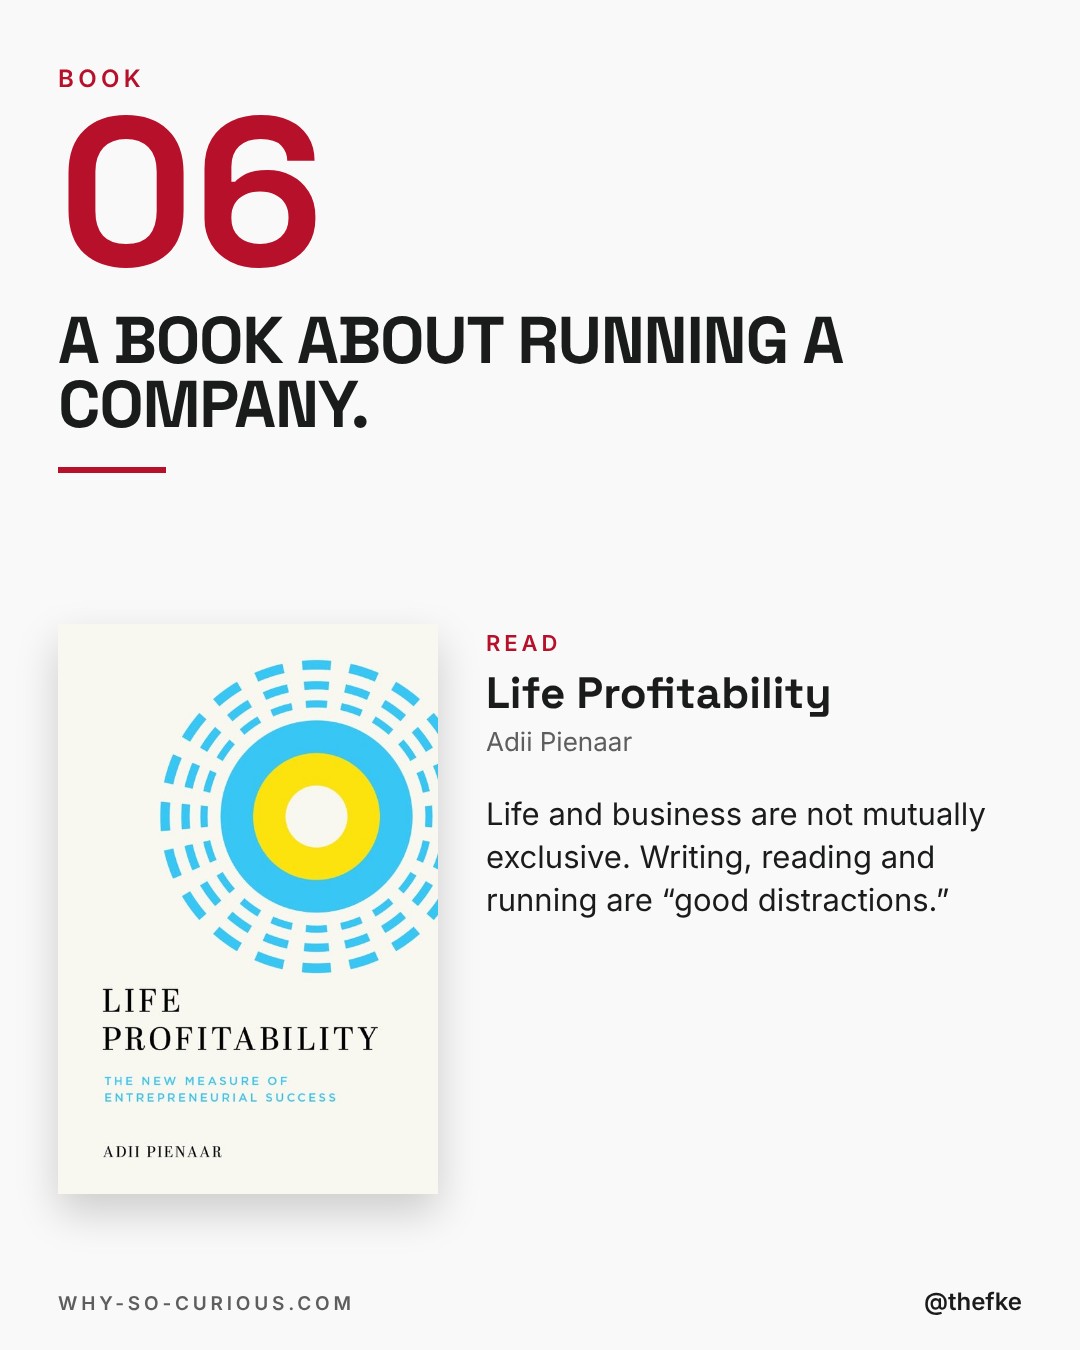 BOOK
06
A BOOK ABOUT RUNNING A
COMPANY.
LIFE
PROFITABILITY
THE NEW MEASURE OF
ENTREPRENEURIAL SUCCESS
ADII PIENAAR
READ
Life Profitability
Adii Pienaar
Life and business are not mutually
exclusive. Writing, reading and
running are “good distractions.”
WHY-SO-CURIOUS.COM
@thefke